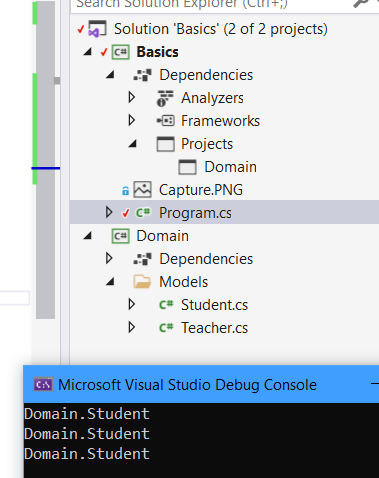 Search Solution Explorer (Ctrl+;)
Solution 'Basics' (2 of 2 projects)
C# Basics
Dependencies
Analyzers
Frameworks
Projects
Domain
Capture.PNG
C# Program.cs
C# Domain
Dependencies
Models
C# Student.cs
C# Teacher.cs
C:\ Microsoft Visual Studio Debug Console
Domain.Student
Domain.Student
Domain.Student